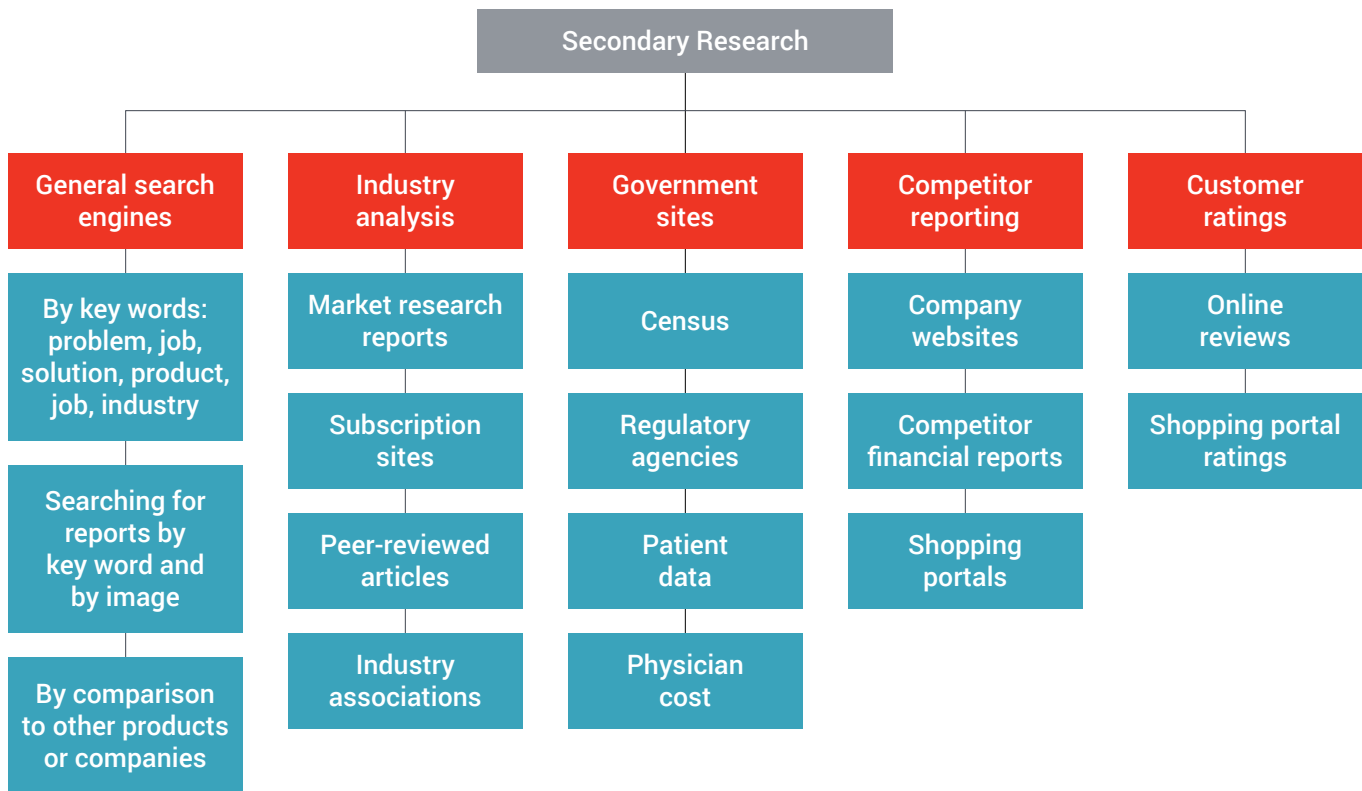 Secondary Research
General search
engines
By key words:
problem, job,
solution, product,
job, industry
Searching for
reports by
key word and
by image
By comparison
to other products
or companies
Industry
analysis
Market research
reports
Subscription
sites
Peer-reviewed
articles
Industry
associations
Government
sites
Census
Regulatory
agencies
Patient
data
Physician
cost
Competitor
reporting
Company
websites
Competitor
financial reports
Shopping
portals
Customer
ratings
Online
reviews
Shopping portal
ratings